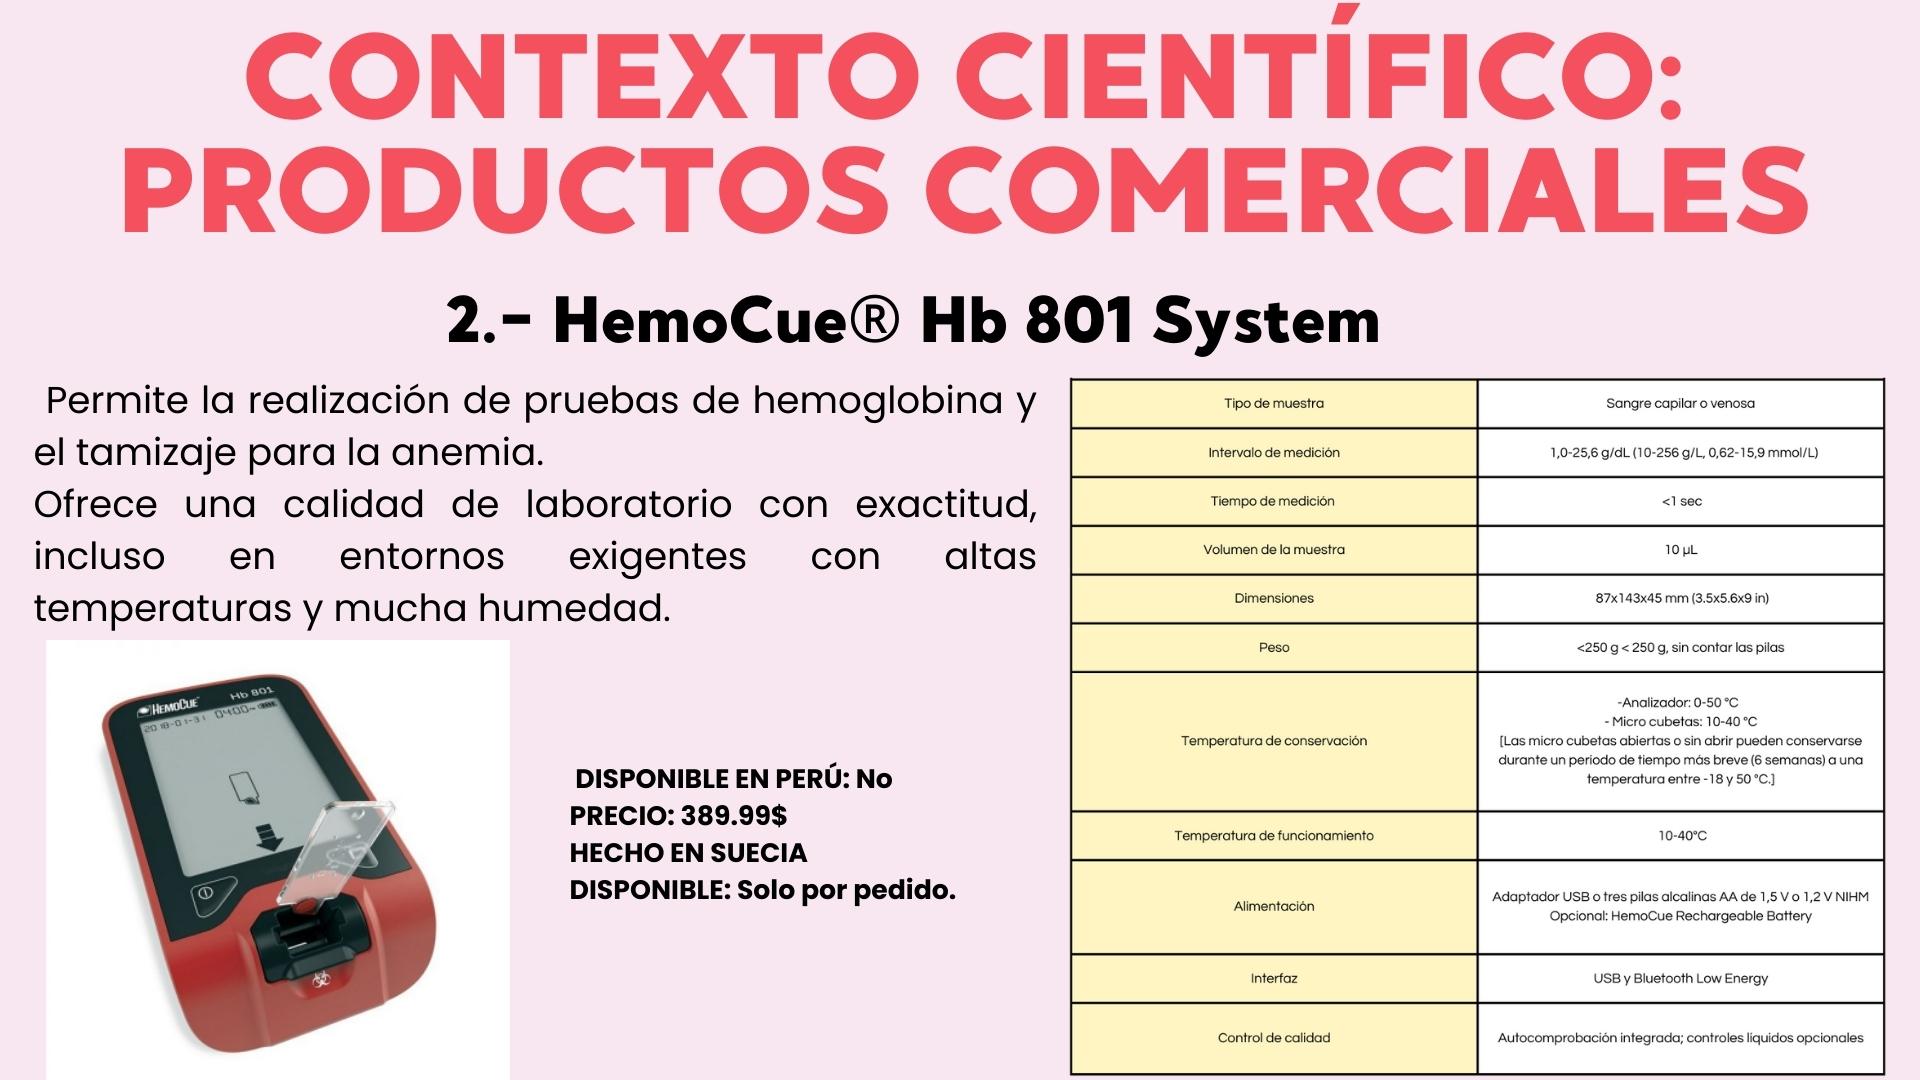 CONTEXTO CIENTÍFICO:
PRODUCTOS COMERCIALES
2.- HemoCue® Hb 801 System
Permite la realización de pruebas de hemoglobina y
el tamizaje para la anemia.
Ofrece una calidad de laboratorio con exactitud,
incluso en entornos exigentes con altas
temperaturas y mucha humedad.
HEMOCUE Hb 801
2018-01-31 04:00
DISPONIBLE EN PERÚ: No
PRECIO: 389.99$
HECHO EN SUECIA
DISPONIBLE: Solo por pedido.
Tipo de muestra
Sangre capilar o venosa
Intervalo de medición
1,0-25,6 g/dL (10-256 g/L, 0,62-15,9 mmol/L)
Tiempo de medición
<1 sec
Volumen de la muestra
10 µL
Dimensiones
87x143x45 mm (3.5x5.6x9 in)
Peso
<250 g < 250 g, sin contar las pilas
Temperatura de conservación
-Analizador: 0-50 °C
- Micro cubetas: 10-40 °C
[Las micro cubetas abiertas o sin abrir pueden conservarse
durante un periodo de tiempo más breve (6 semanas) a una
temperatura entre -18 y 50 °C.]
Temperatura de funcionamiento
10-40°C
Alimentación
Adaptador USB o tres pilas alcalinas AA de 1,5 V o 1,2 V NIHM
Opcional: HemoCue Rechargeable Battery
Interfaz
USB y Bluetooth Low Energy
Control de calidad
Autocomprobación integrada; controles líquidos opcionales